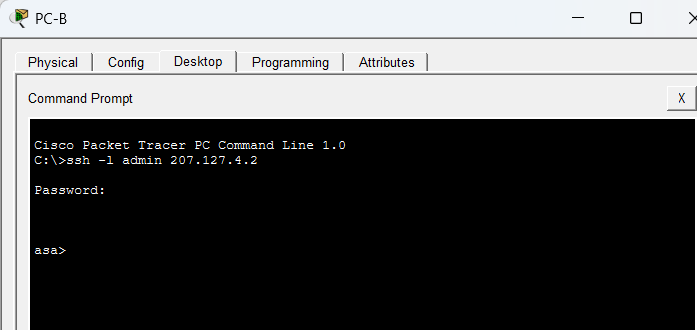 PC-B
Physical Config Desktop Programming Attributes
Command Prompt X
Cisco Packet Tracer PC Command Line 1.0
C:\>ssh -l admin 207.127.4.2
Password:
asa>